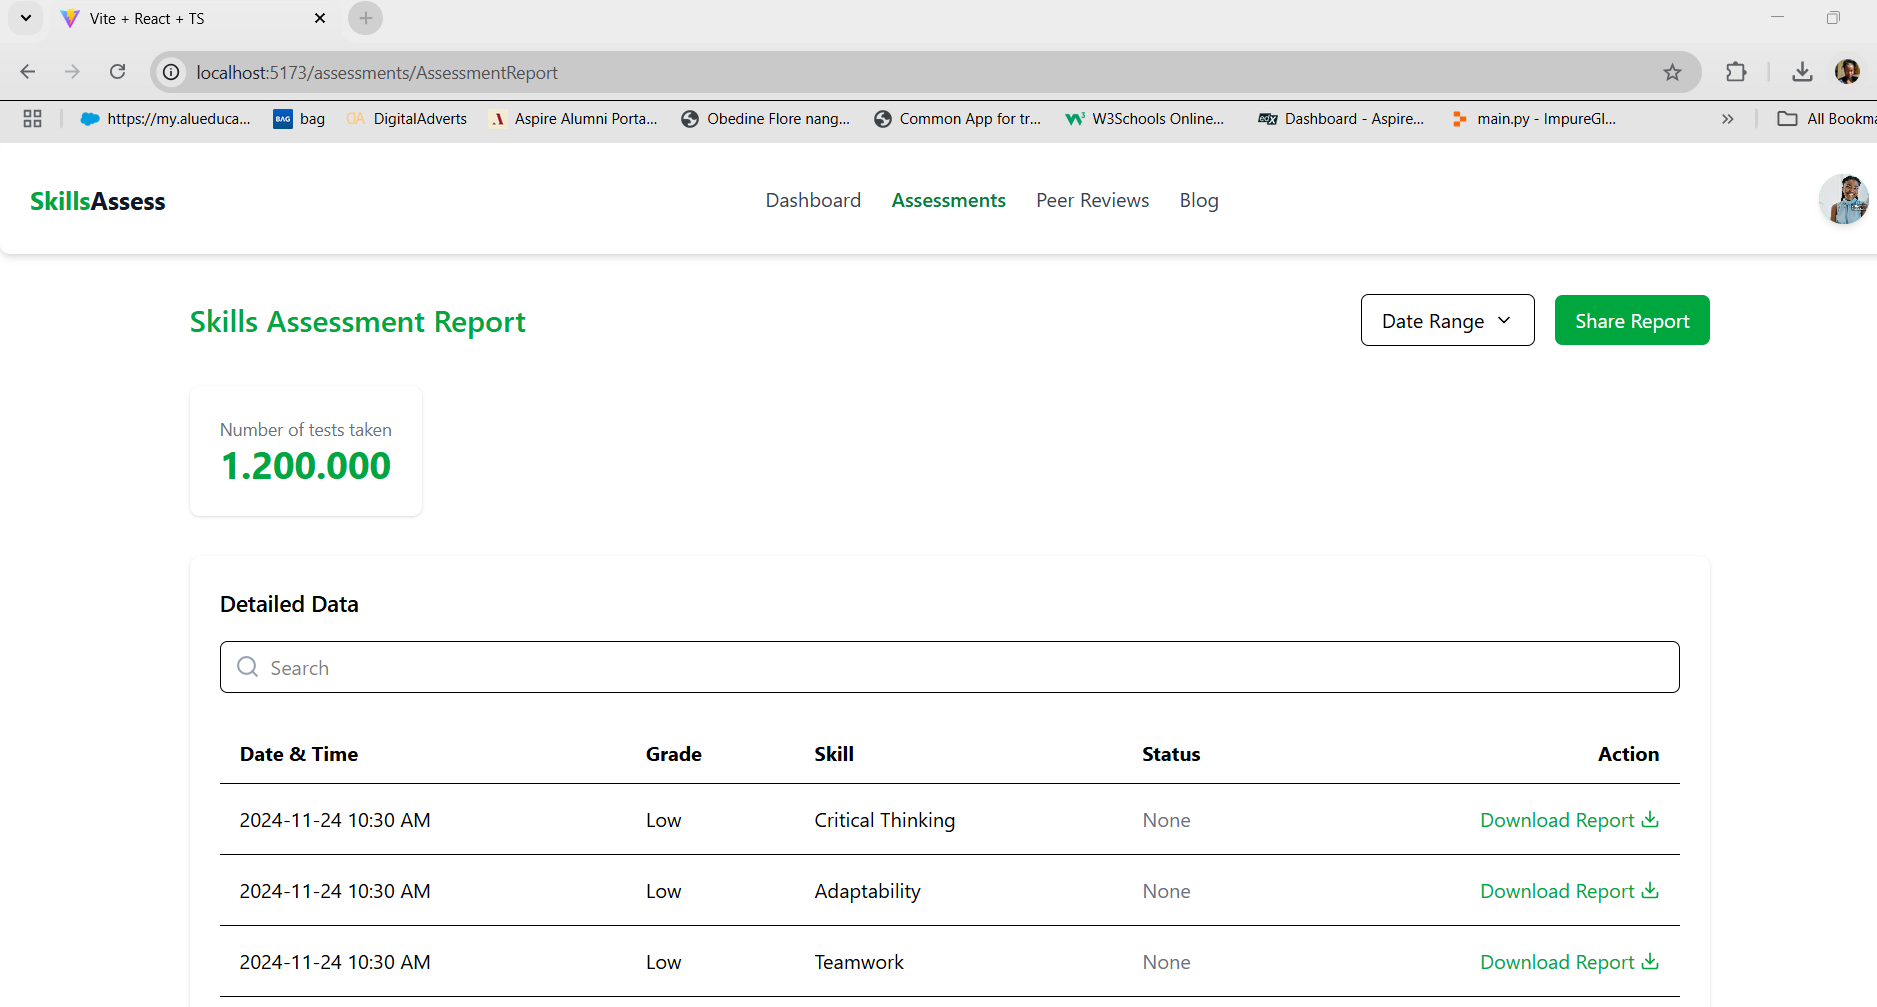 Vite + React + TS
localhost:5173/assessments/AssessmentReport
https://my.alueduca... BAG bag DA DigitalAdverts Aspire Alumni Porta... Obedine Flore nang... Common App for tr... W3Schools Online... edX Dashboard - Aspire... main.py - ImpureGl... All Bookma
SkillsAssess Dashboard Assessments Peer Reviews Blog
Skills Assessment Report Date Range Share Report
Number of tests taken
1.200.000
Detailed Data
Search
Date & Time Grade Skill Status Action
2024-11-24 10:30 AM Low Critical Thinking None Download Report
2024-11-24 10:30 AM Low Adaptability None Download Report
2024-11-24 10:30 AM Low Teamwork None Download Report